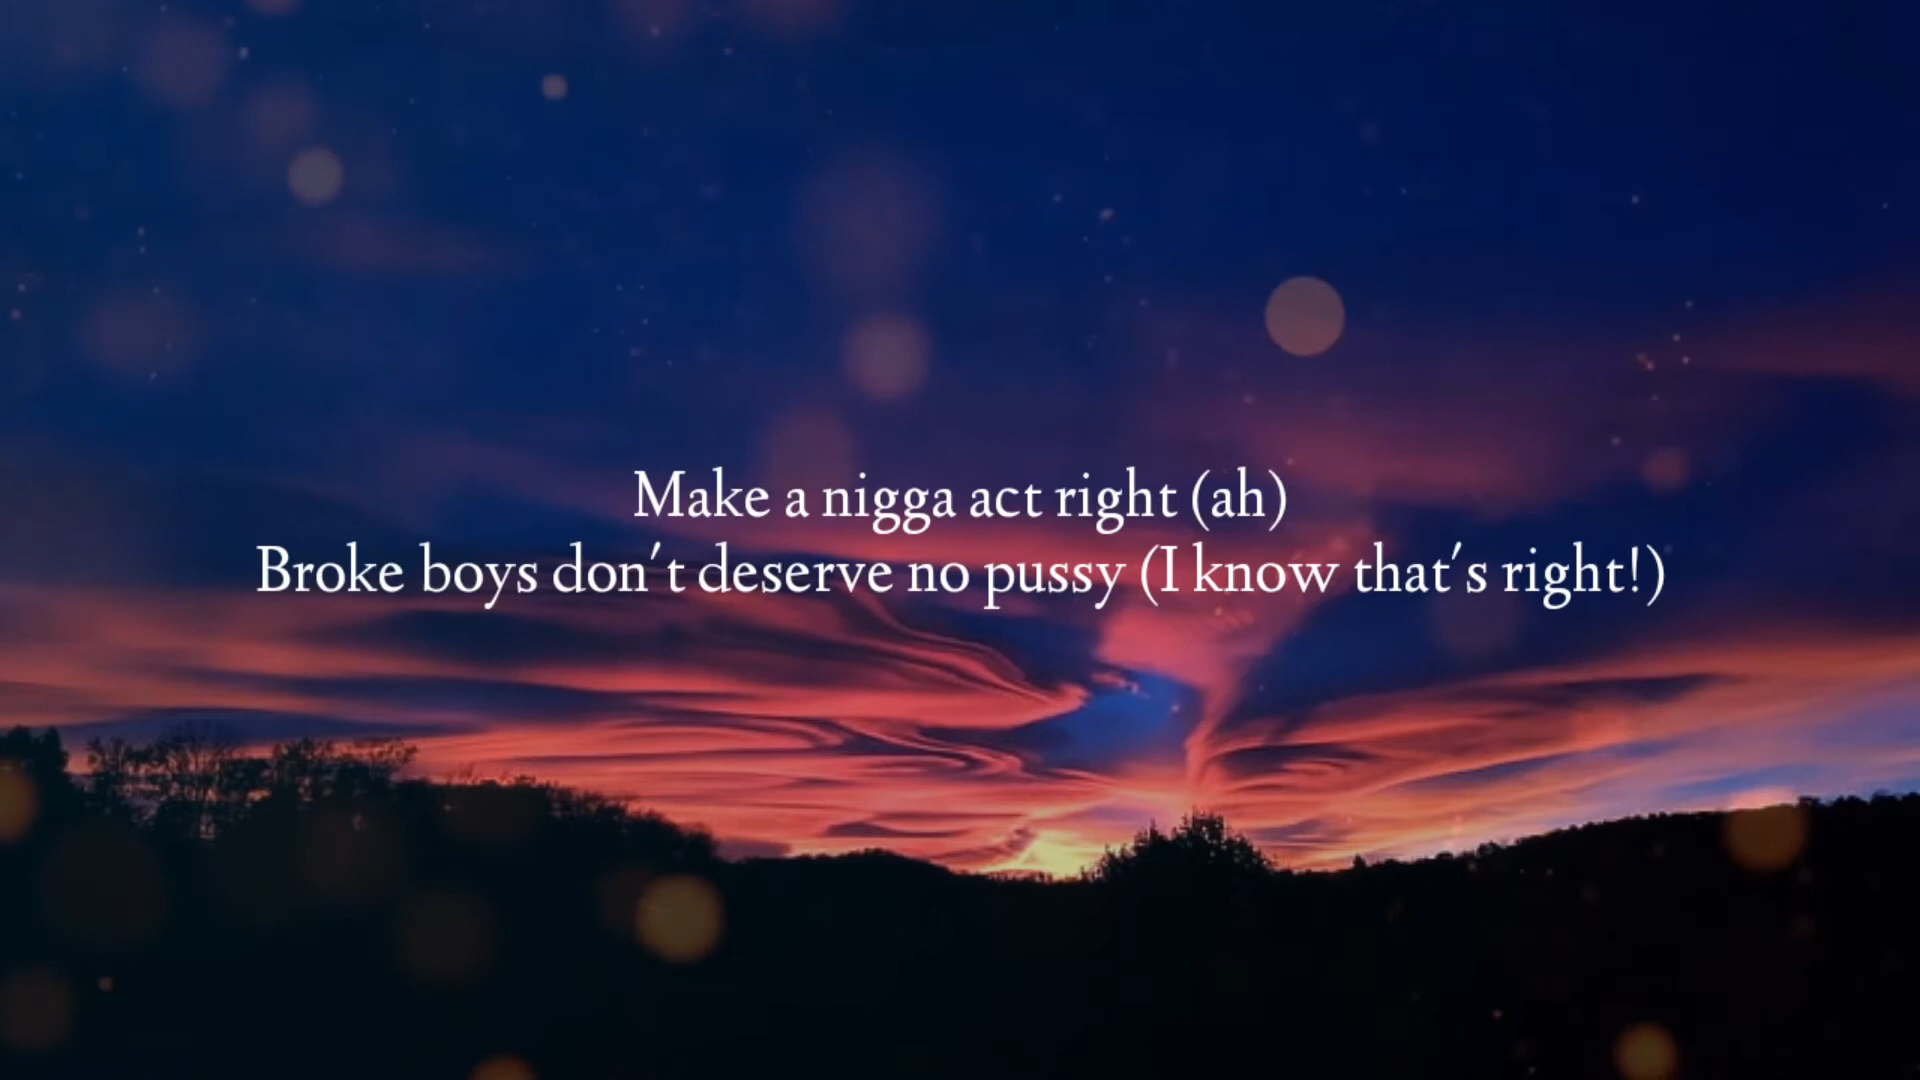 Make a nigga act right (ah)
Broke boys don't deserve no pussy (I know that's right!)